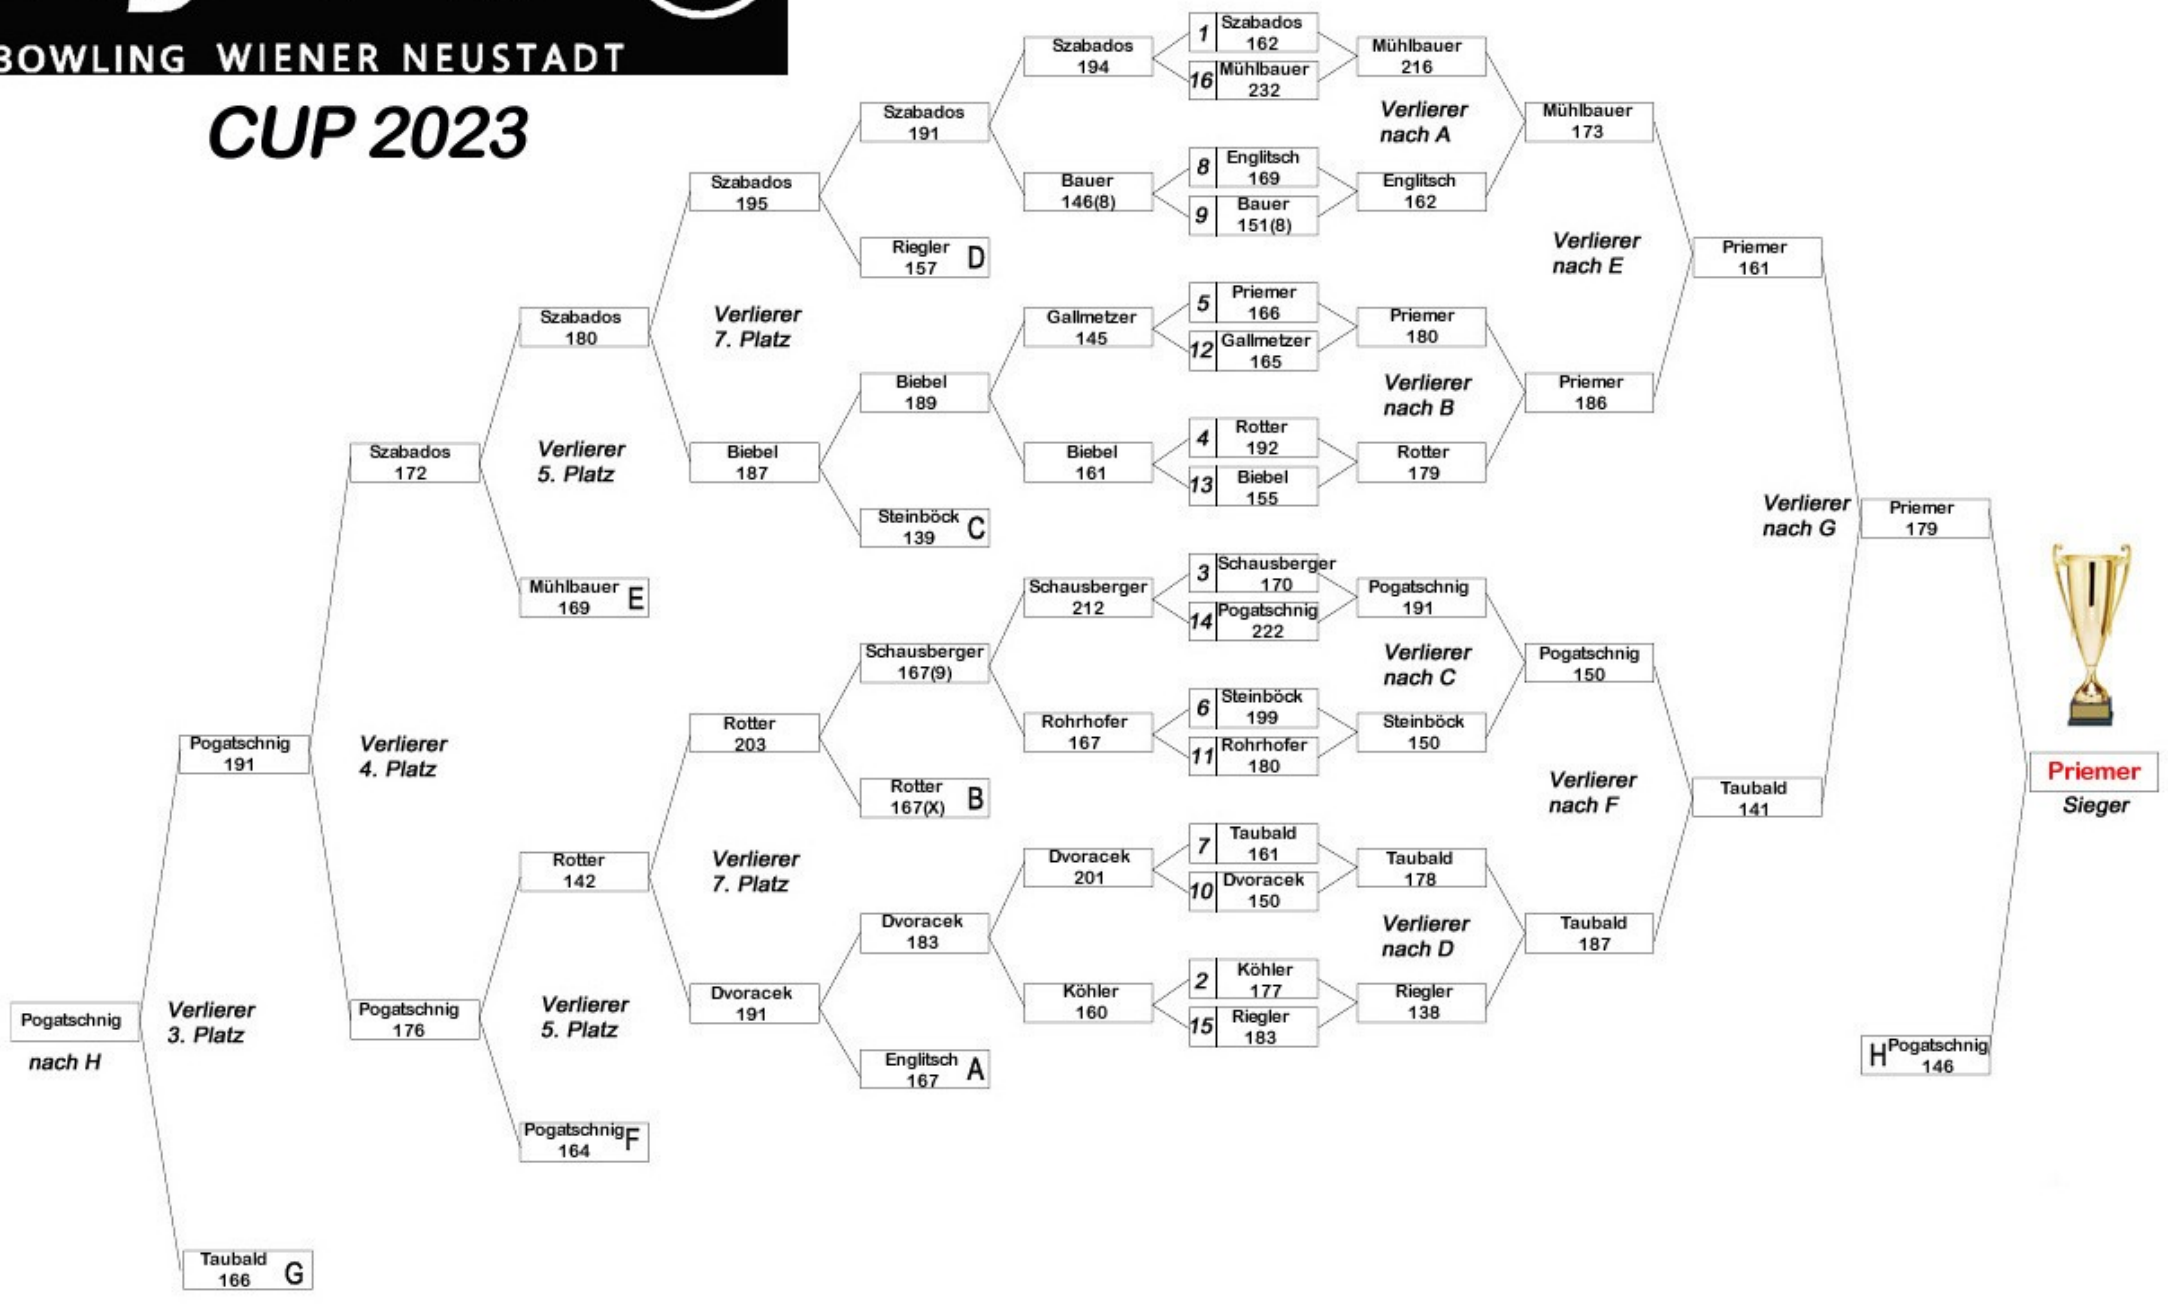 BOWLING WIENER NEUSTADT
CUP 2023
Pogatschnig
nach H
Verlierer
3. Platz
Pogatschnig
191
Taubald
166
G
Szabados
172
Verlierer
4. Platz
Pogatschnig
176
Szabados
180
Verlierer
5. Platz
Mühlbauer
169
E
Rotter
142
Verlierer
5. Platz
Pogatschnig
164
F
Szabados
195
Verlierer
7. Platz
Biebel
187
Rotter
203
Verlierer
7. Platz
Dvoracek
191
Szabados
191
Riegler
157
D
Biebel
189
Steinböck
139
C
Schausberger
167(9)
Rotter
167(X)
B
Dvoracek
183
Englitsch
167
A
Szabados
194
Bauer
146(8)
Gallmetzer
145
Biebel
161
Schausberger
212
Rohrhofer
167
Dvoracek
201
Köhler
160
1 Szabados
162
16 Mühlbauer
232
8 Englitsch
169
9 Bauer
151(8)
5 Priemer
166
12 Gallmetzer
165
4 Rotter
192
13 Biebel
155
3 Schausberger
170
14 Pogatschnig
222
6 Steinböck
199
11 Rohrhofer
180
7 Taubald
161
10 Dvoracek
150
2 Köhler
177
15 Riegler
183
Mühlbauer
216
Verlierer
nach A
Englitsch
162
Priemer
180
Verlierer
nach B
Rotter
179
Pogatschnig
191
Verlierer
nach C
Steinböck
150
Taubald
178
Verlierer
nach D
Riegler
138
Mühlbauer
173
Verlierer
nach E
Priemer
186
Pogatschnig
150
Verlierer
nach F
Taubald
187
Priemer
161
Verlierer
nach G
Taubald
141
Priemer
179
H Pogatschnig
146
Priemer
Sieger